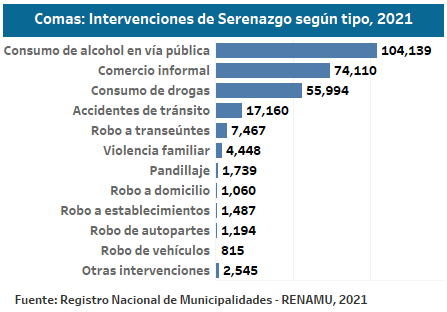 Comas: Intervenciones de Serenazgo según tipo, 2021
Consumo de alcohol en vía pública 104,139
Comercio informal 74,110
Consumo de drogas 55,994
Accidentes de tránsito 17,160
Robo a transeúntes 7,467
Violencia familiar 4,448
Pandillaje 1,739
Robo a domicilio 1,060
Robo a establecimientos 1,487
Robo de autopartes 1,194
Robo de vehículos 815
Otras intervenciones 2,545
Fuente: Registro Nacional de Municipalidades - RENAMU, 2021